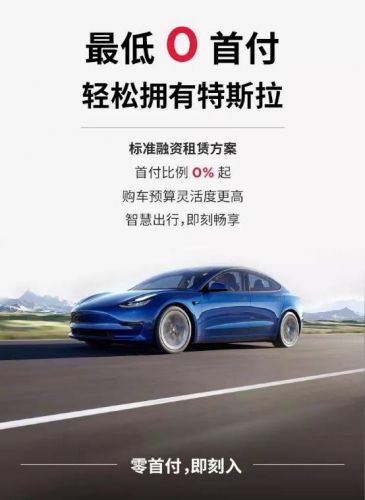 最低 0 首付
轻松拥有特斯拉
标准融资租赁方案
首付比例 0% 起
购车预算灵活度更高
智慧出行,即刻畅享
零首付,即刻入